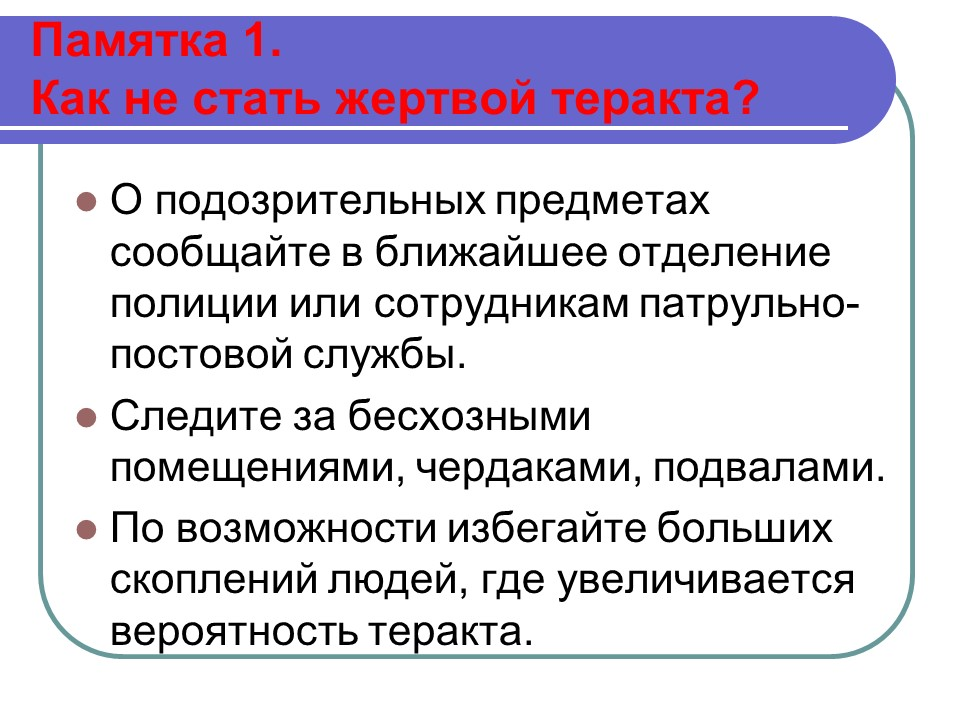 Памятка 1.
Как не стать жертвой теракта?
О подозрительных предметах
сообщайте в ближайшее отделение
полиции или сотрудникам патрульно-
постовой службы.
Следите за бесхозными
помещениями, чердаками, подвалами.
По возможности избегайте больших
скоплений людей, где увеличивается
вероятность теракта.